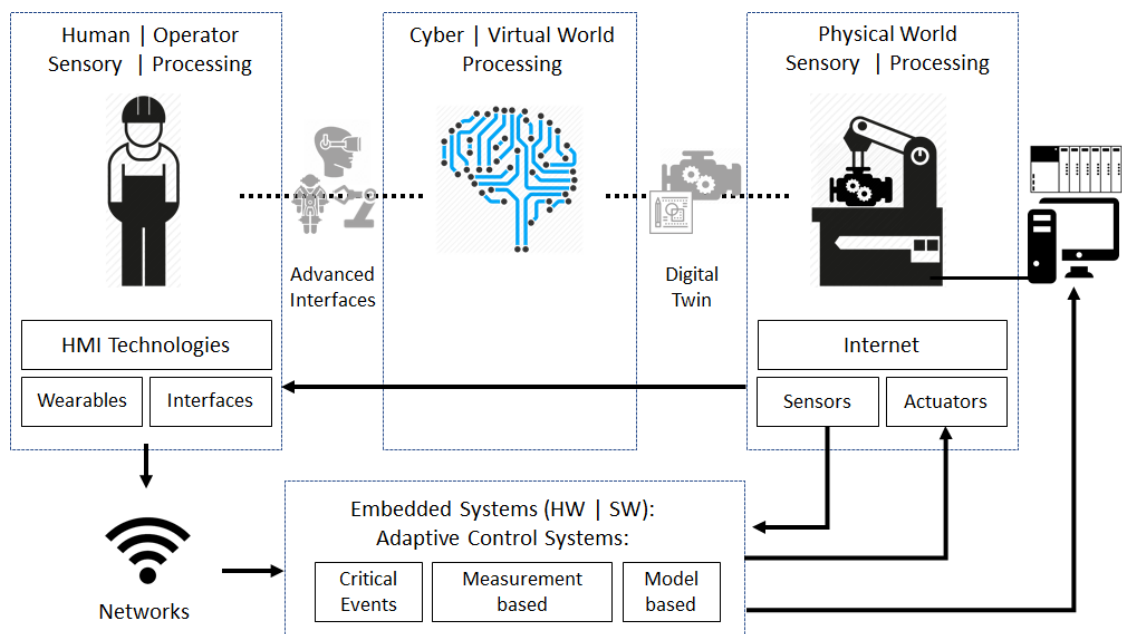 Human | Operator
Sensory | Processing
Cyber | Virtual World
Processing
Physical World
Sensory | Processing
Advanced
Interfaces
Digital
Twin
HMI Technologies
Wearables
Interfaces
Internet
Sensors
Actuators
Networks
Embedded Systems (HW | SW):
Adaptive Control Systems:
Critical
Events
Measurement
based
Model
based